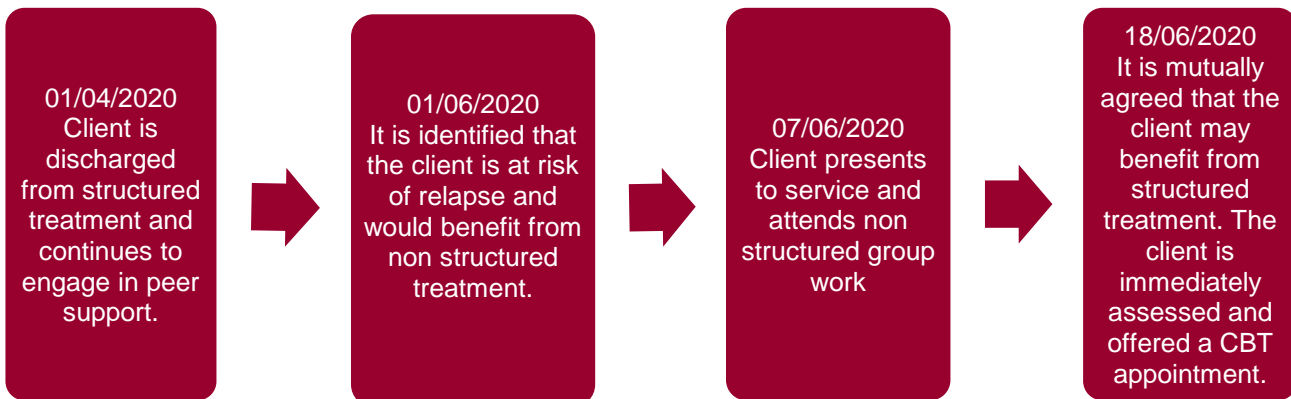 01/04/2020
Client is
discharged
from structured
treatment and
continues to
engage in peer
support.
01/06/2020
It is identified that
the client is at risk
of relapse and
would benefit from
non structured
treatment.
07/06/2020
Client presents
to service and
attends non
structured group
work
18/06/2020
It is mutually
agreed that the
client may
benefit from
structured
treatment. The
client is
immediately
assessed and
offered a CBT
appointment.